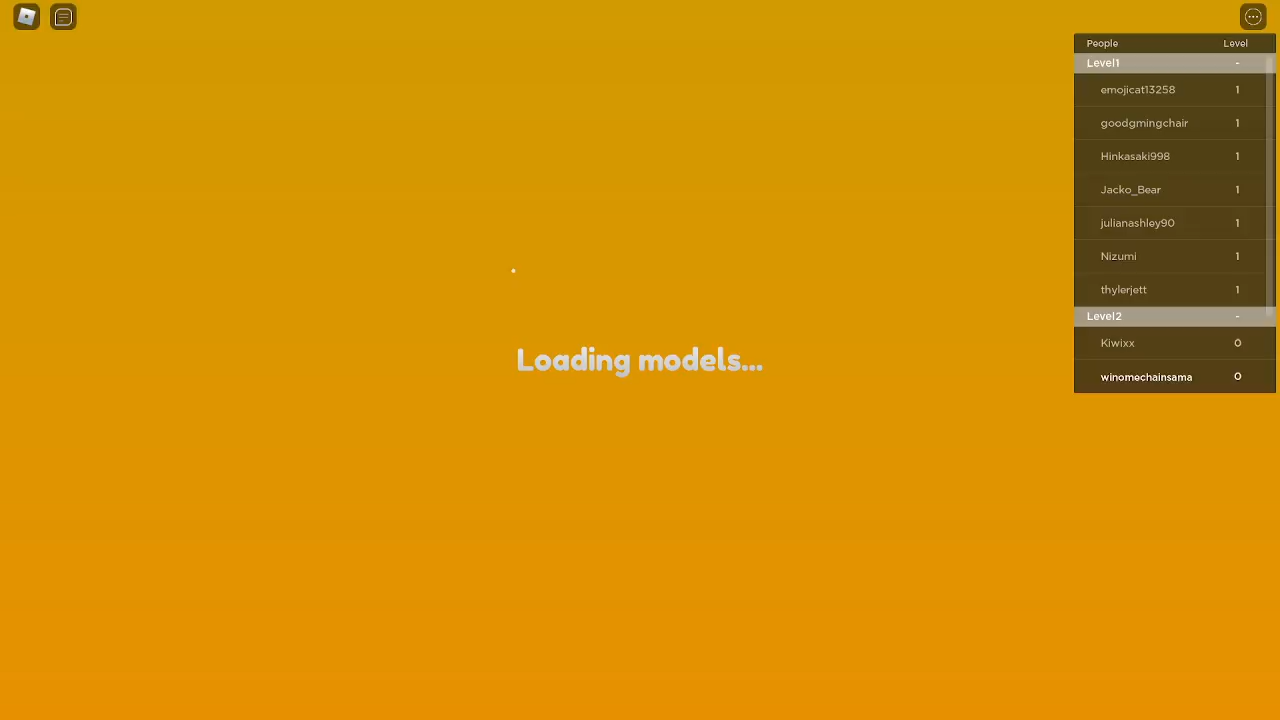 People Level
Level1 -
emojicat13258 1
goodgmingchair 1
Hinkasaki998 1
Jacko_Bear 1
julianashley90 1
Nizumi 1
thylerjett 1
Level2 -
Kiwixx 0
winomechainsama 0
Loading models...